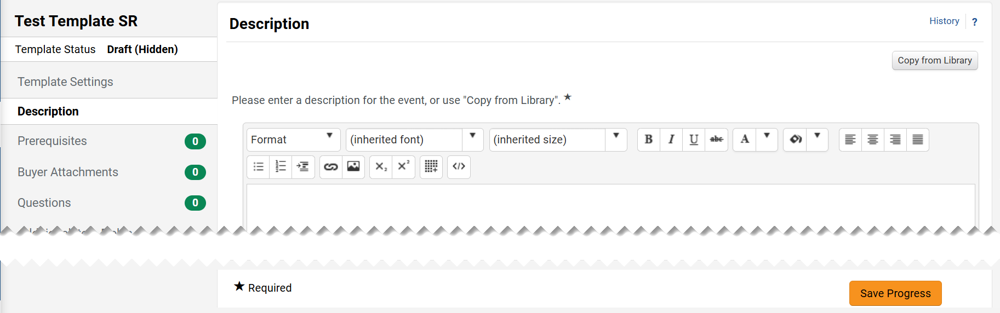 Test Template SR
Template Status Draft (Hidden)
Template Settings
Description
Prerequisites 0
Buyer Attachments 0
Questions 0
Description
History ?
Copy from Library
Please enter a description for the event, or use "Copy from Library". ★
Format (inherited font) (inherited size) B I U abc A
X₂ X² </>
★ Required
Save Progress